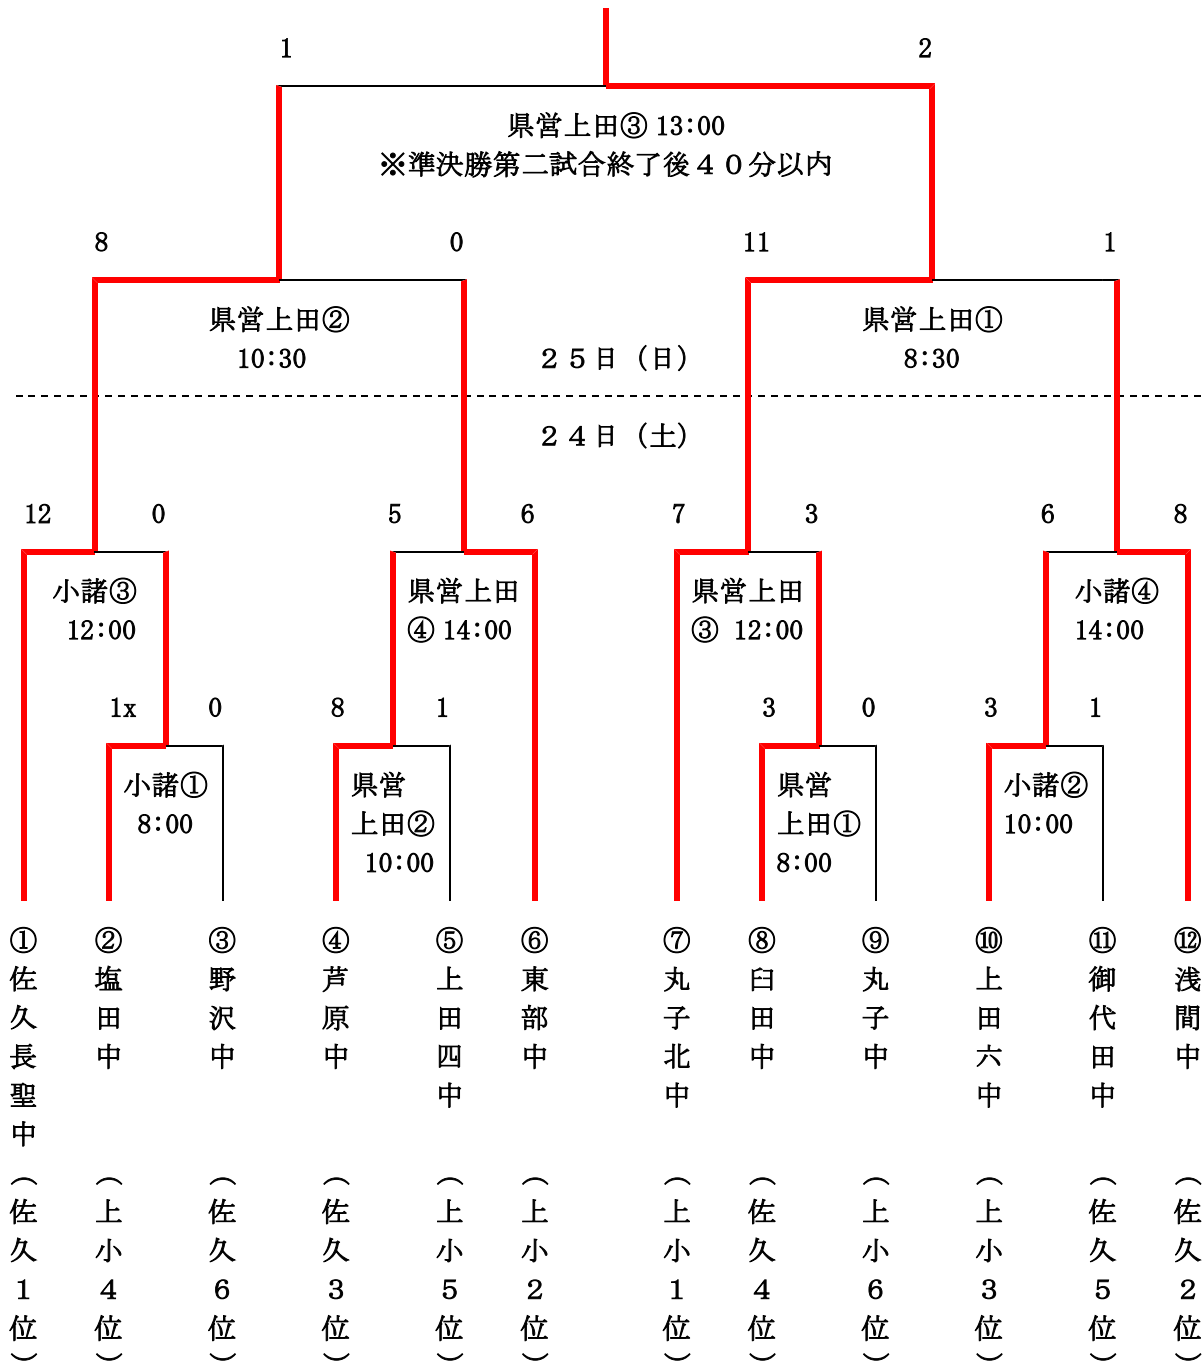 1 2
県営上田③ 13:00
※準決勝第二試合終了後４０分以内
8 0 11 1
県営上田② 県営上田①
10:30 8:30
２５日（日）
２４日（土）
12 0 5 6 7 3 6 8
小諸③ 県営上田 県営上田 小諸④
12:00 ④ 14:00 ③ 12:00 14:00
1x 0 8 1 3 0 3 1
小諸① 県営 県営 小諸②
8:00 上田② 上田① 10:00
10:00 8:00
①佐久長聖中（佐久１位）
②塩田中（上小４位）
③野沢中（佐久６位）
④芦原中（佐久３位）
⑤上田四中（上小５位）
⑥東部中（上小２位）
⑦丸子北中（上小１位）
⑧臼田中（佐久４位）
⑨丸子中（上小６位）
⑩上田六中（上小３位）
⑪御代田中（佐久５位）
⑫浅間中（佐久２位）